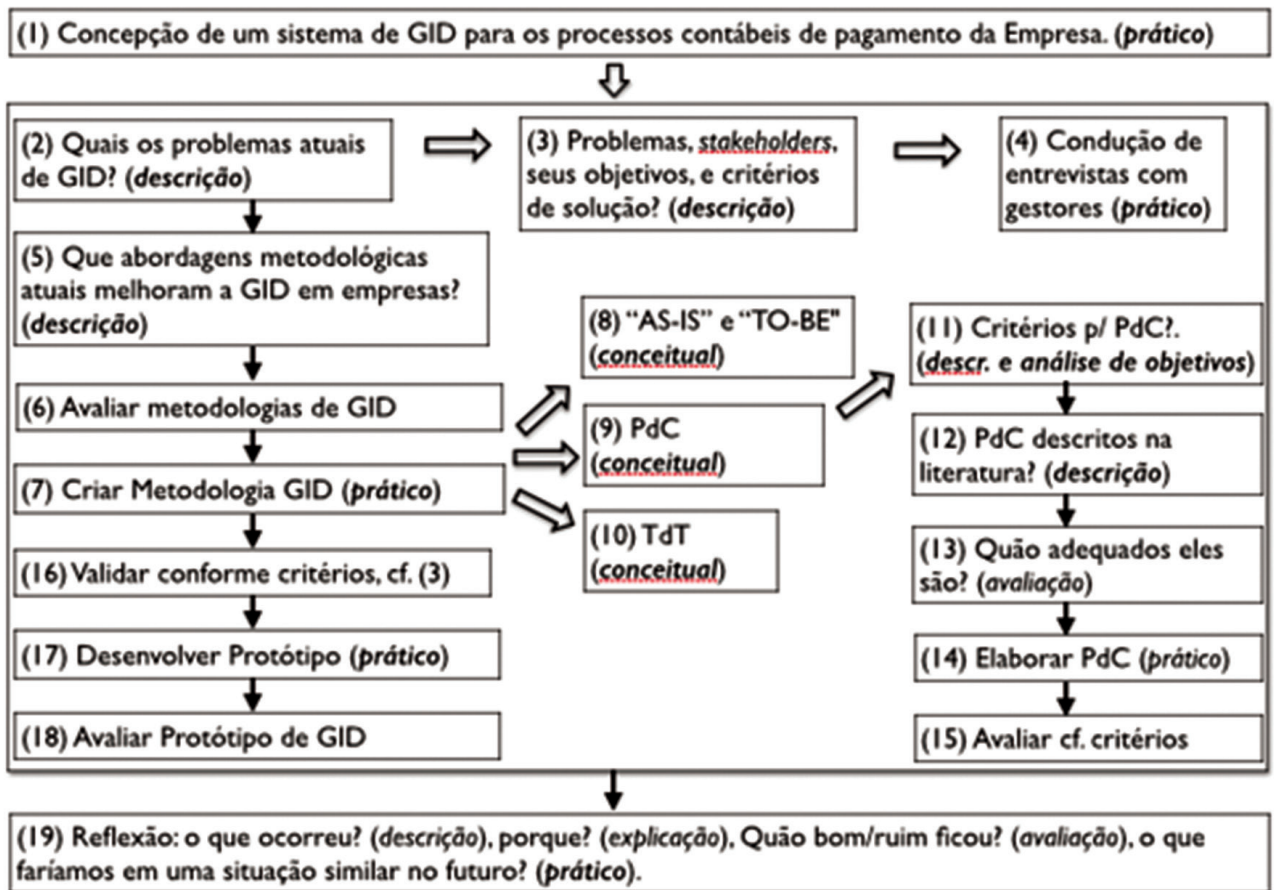 (1) Concepção de um sistema de GID para os processos contábeis de pagamento da Empresa. (prático)
(2) Quais os problemas atuais
de GID? (descrição)
(3) Problemas, stakeholders,
seus objetivos, e critérios
de solução? (descrição)
(4) Condução de
entrevistas com
gestores (prático)
(5) Que abordagens metodológicas
atuais melhoram a GID em empresas?
(descrição)
(6) Avaliar metodologias de GID
(7) Criar Metodologia GID (prático)
(8) “AS-IS” e “TO-BE"
(conceitual)
(9) PdC
(conceitual)
(10) TdT
(conceitual)
(11) Critérios p/ PdC?.
(descr. e análise de objetivos)
(12) PdC descritos na
literatura? (descrição)
(13) Quão adequados eles
são? (avaliação)
(14) Elaborar PdC (prático)
(15) Avaliar cf. critérios
(16) Validar conforme critérios, cf. (3)
(17) Desenvolver Protótipo (prático)
(18) Avaliar Protótipo de GID
(19) Reflexão: o que ocorreu? (descrição), porque? (explicação), Quão bom/ruim ficou? (avaliação), o que
faríamos em uma situação similar no futuro? (prático).